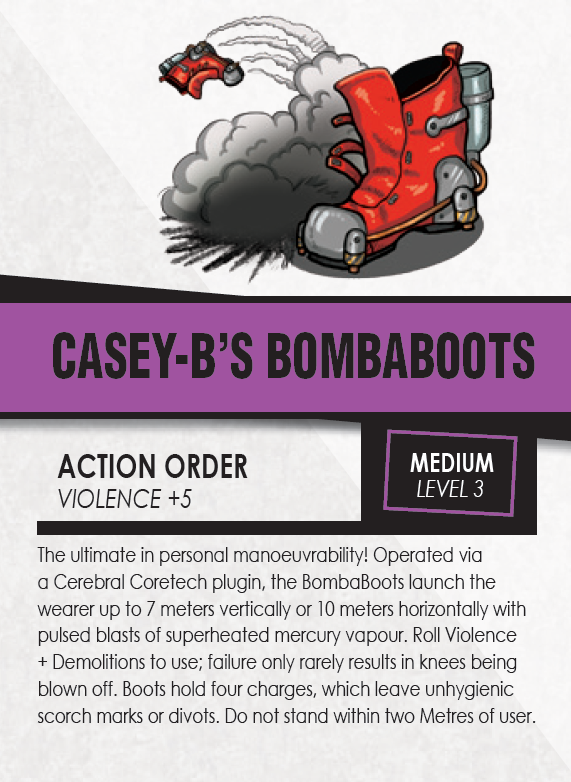 CASEY-B'S BOMBABOOTS
ACTION ORDER
VIOLENCE +5
MEDIUM
LEVEL 3
The ultimate in personal manoeuvrability! Operated via
a Cerebral Coretech plugin, the BombaBoots launch the
wearer up to 7 meters vertically or 10 meters horizontally with
pulsed blasts of superheated mercury vapour. Roll Violence
+ Demolitions to use; failure only rarely results in knees being
blown off. Boots hold four charges, which leave unhygienic
scorch marks or divots. Do not stand within two Metres of user.